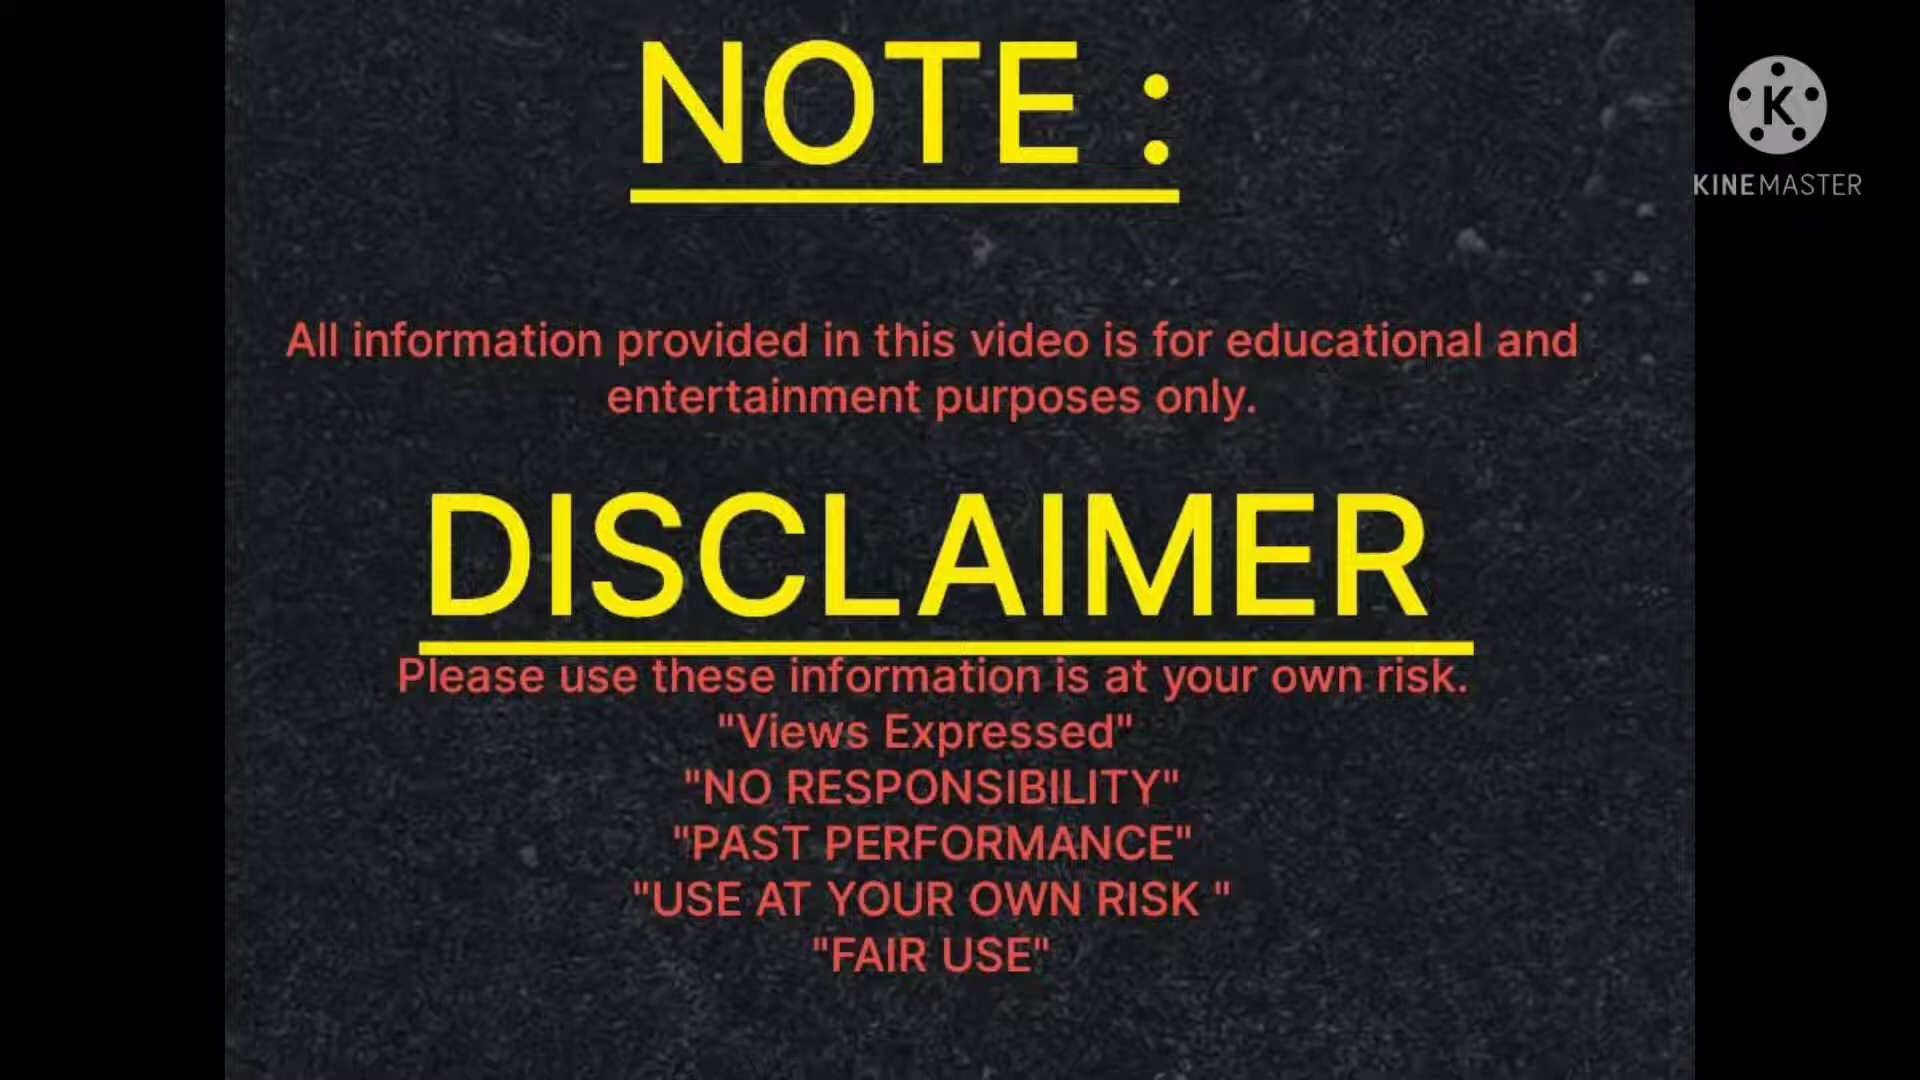 NOTE :
K
KINEMASTER
All information provided in this video is for educational and
entertainment purposes only.
DISCLAIMER
Please use these information is at your own risk.
"Views Expressed"
"NO RESPONSIBILITY"
"PAST PERFORMANCE"
"USE AT YOUR OWN RISK "
"FAIR USE"